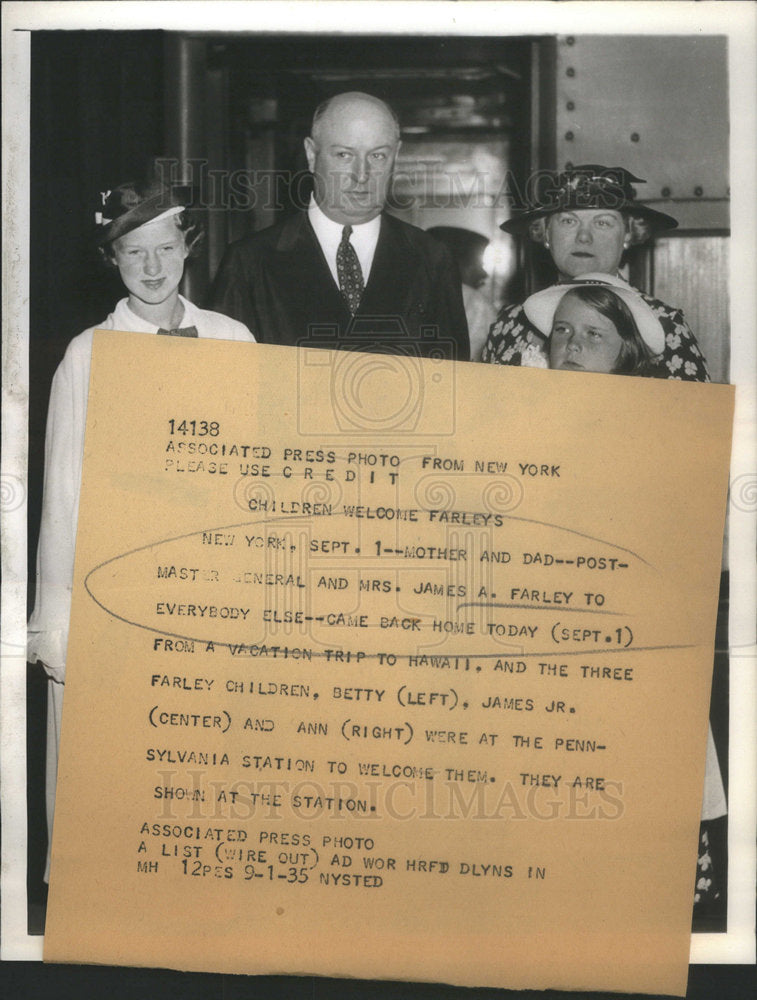 14138
ASSOCIATED PRESS PHOTO FROM NEW YORK
PLEASE USE C R E D I T
CHILDREN WELCOME FARLEYS
NEW YORK, SEPT. 1--MOTHER AND DAD--POST-
MASTER GENERAL AND MRS. JAMES A. FARLEY TO
EVERYBODY ELSE--CAME BACK HOME TODAY (SEPT.1)
FROM A VACATION TRIP TO HAWAII, AND THE THREE
FARLEY CHILDREN, BETTY (LEFT), JAMES JR.
(CENTER) AND ANN (RIGHT) WERE AT THE PENN-
SYLVANIA STATION TO WELCOME THEM. THEY ARE
SHOWN AT THE STATION.
ASSOCIATED PRESS PHOTO
A LIST (WIRE OUT) AD WOR HRFD DLYNS IN
MH 12PES 9-1-35 NYSTED
HISTORIC IMAGES
HISTORIC IMAGES